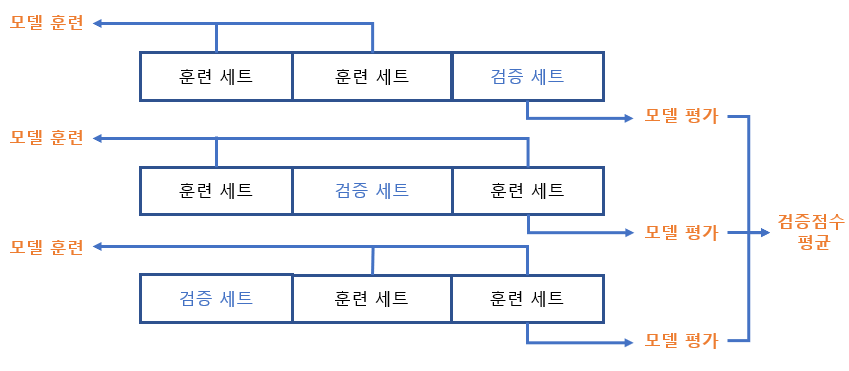 모델 훈련
훈련 세트 훈련 세트 검증 세트
모델 평가
모델 훈련
훈련 세트 검증 세트 훈련 세트
모델 평가
검증점수
평균
모델 훈련
검증 세트 훈련 세트 훈련 세트
모델 평가